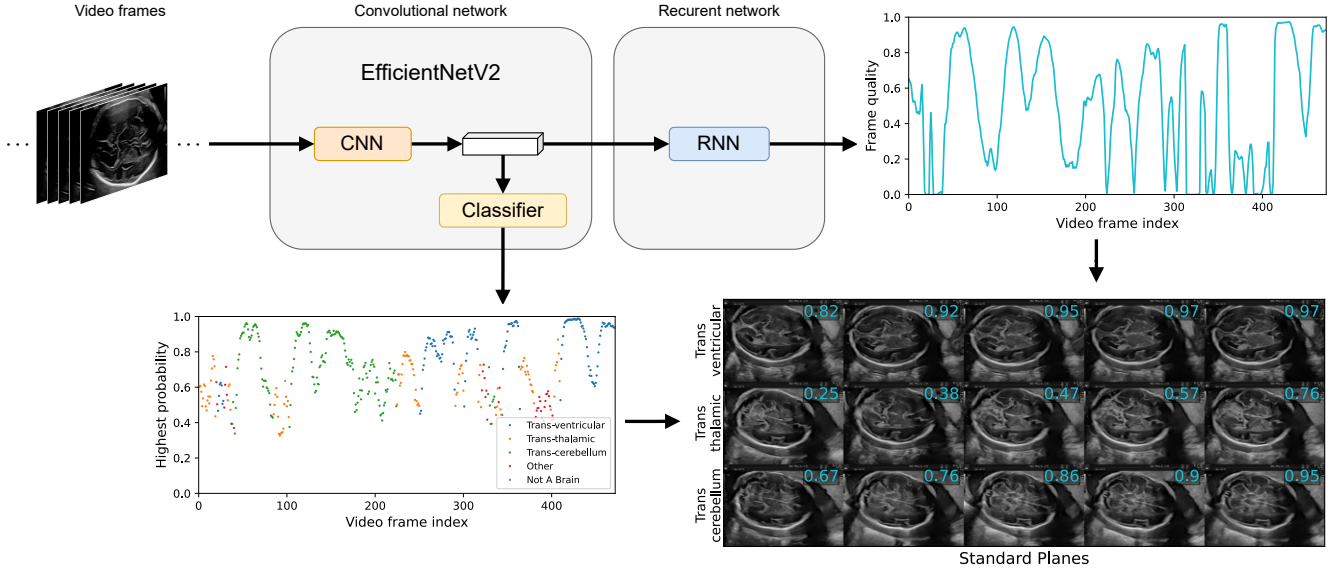 Video frames
Convolutional network
Recurent network
EfficientNetV2
CNN
RNN
Classifier
Frame quality
1.0
0.8
0.6
0.4
0.2
0.0
0
100
200
300
400
Video frame index
Highest probability
1.0
0.8
0.6
0.4
0.2
0.0
Trans-ventricular
Trans-thalamic
Trans-cerebellum
Other
Not A Brain
0
100
200
300
400
Video frame index
Trans
ventricular
0.82
0.92
0.95
0.97
0.97
Trans
thalamic
0.25
0.38
0.47
0.57
0.76
Trans
cerebellum
0.67
0.76
0.86
0.9
0.95
Standard Planes